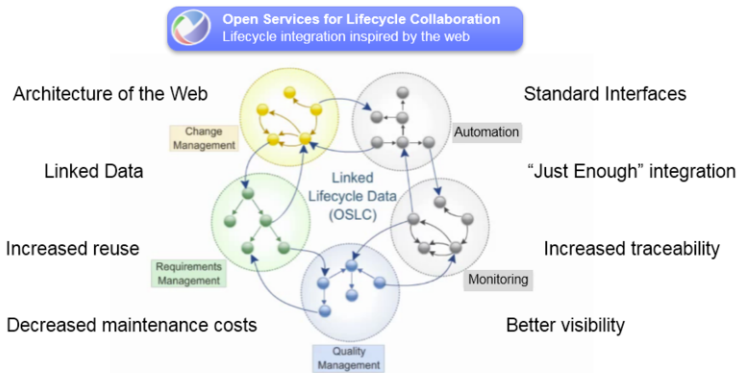 Open Services for Lifecycle Collaboration
Lifecycle integration inspired by the web
Architecture of the Web
Standard Interfaces
Change
Management
Automation
Linked Data
Linked
Lifecycle Data
(OSLC)
“Just Enough” integration
Increased reuse
Increased traceability
Requirements
Management
Monitoring
Decreased maintenance costs
Better visibility
Quality
Management